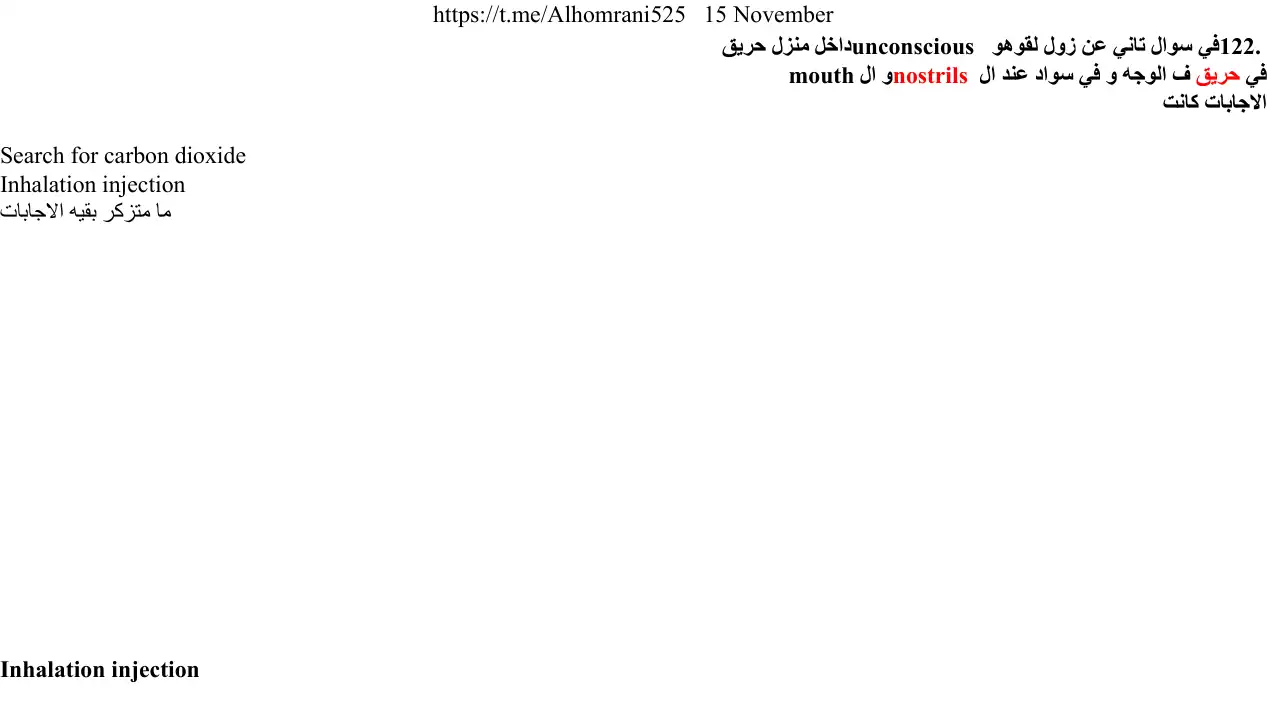 https://t.me/Alhomrani525 15 November
122. في سوال تاني عن زول لقوهو unconscious داخل منزل حريق
في حريق ف الوجه و في سواد عند ال nostrils و ال mouth
الاجابات كانت
Search for carbon dioxide
Inhalation injection
ما متزكر بقيه الاجابات
Inhalation injection